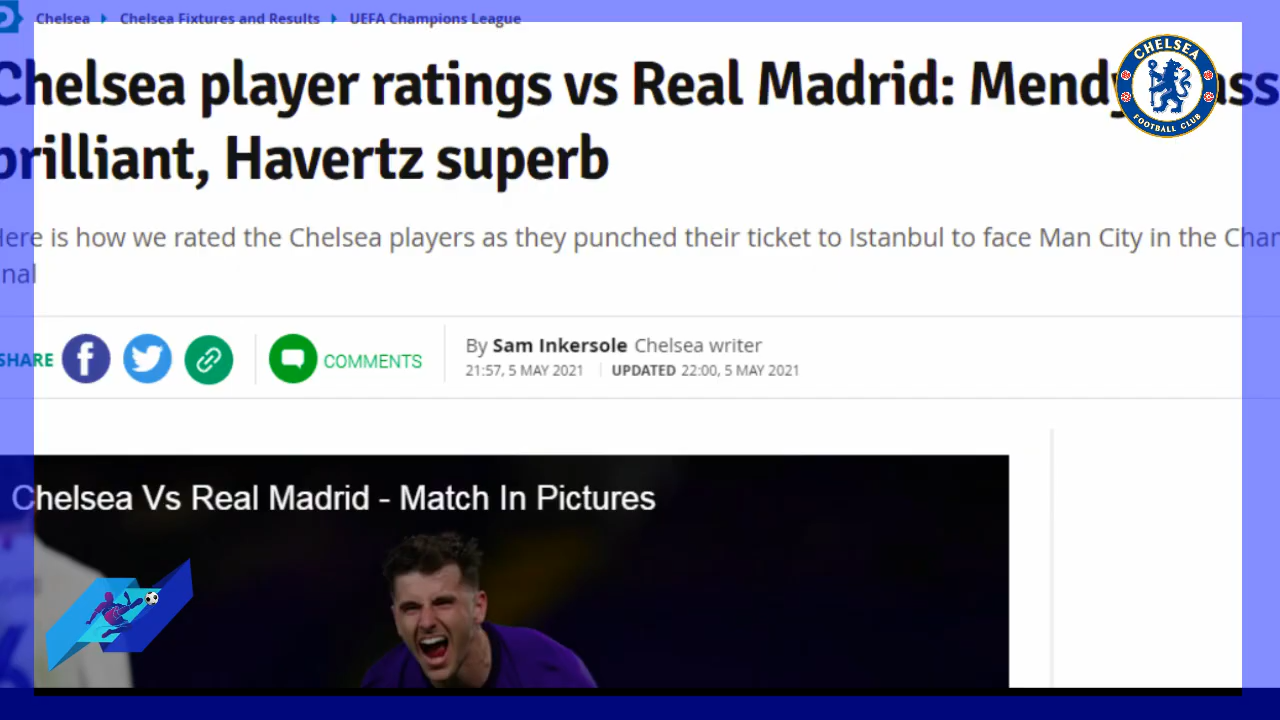 Chelsea Chelsea Fixtures and Results UEFA Champions League
Chelsea player ratings vs Real Madrid: Mendy
brilliant, Havertz superb
Here is how we rated the Chelsea players as they punched their ticket to Istanbul to face Man City in the
SHARE COMMENTS
By Sam Inkersole Chelsea writer
21:57, 5 MAY 2021 UPDATED 22:00, 5 MAY 2021
Chelsea Vs Real Madrid - Match In Pictures
CHELSEA
FOOTBALL CLUB